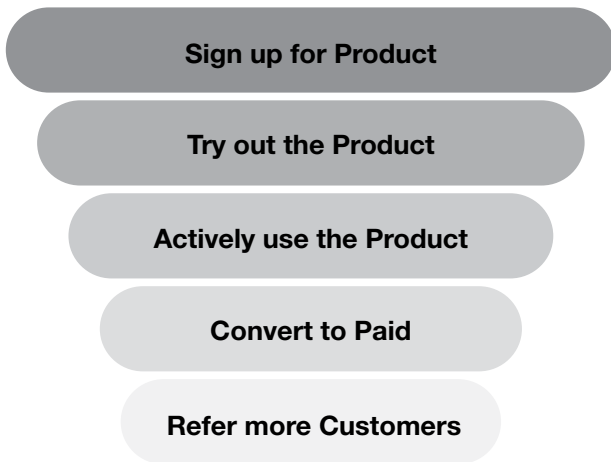 Sign up for Product
Try out the Product
Actively use the Product
Convert to Paid
Refer more Customers